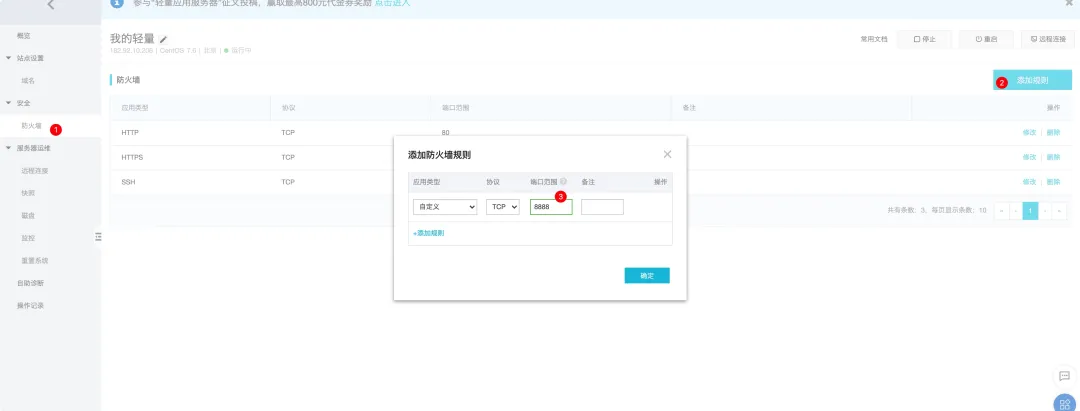 参与“轻量应用服务器”征文投稿，赢取最高800元代金券奖励 点击进入
概览
站点设置
域名
安全
防火墙 1
服务器运维
远程连接
快照
磁盘
监控
重置系统
自助诊断
操作记录
我的轻量
CentOS 7.6 | 北京 | 运行中
常用文档 停止 重启 远程连接
防火墙
2 添加规则
应用类型 协议 端口范围 备注 操作
HTTP TCP 80 修改 | 删除
HTTPS TCP 修改 | 删除
SSH TCP 修改 | 删除
共有条数：3，每页显示条数：10 « ‹ 1 › »
添加防火墙规则
应用类型 协议 端口范围 备注 操作
3
自定义 TCP 8888
+添加规则
确定